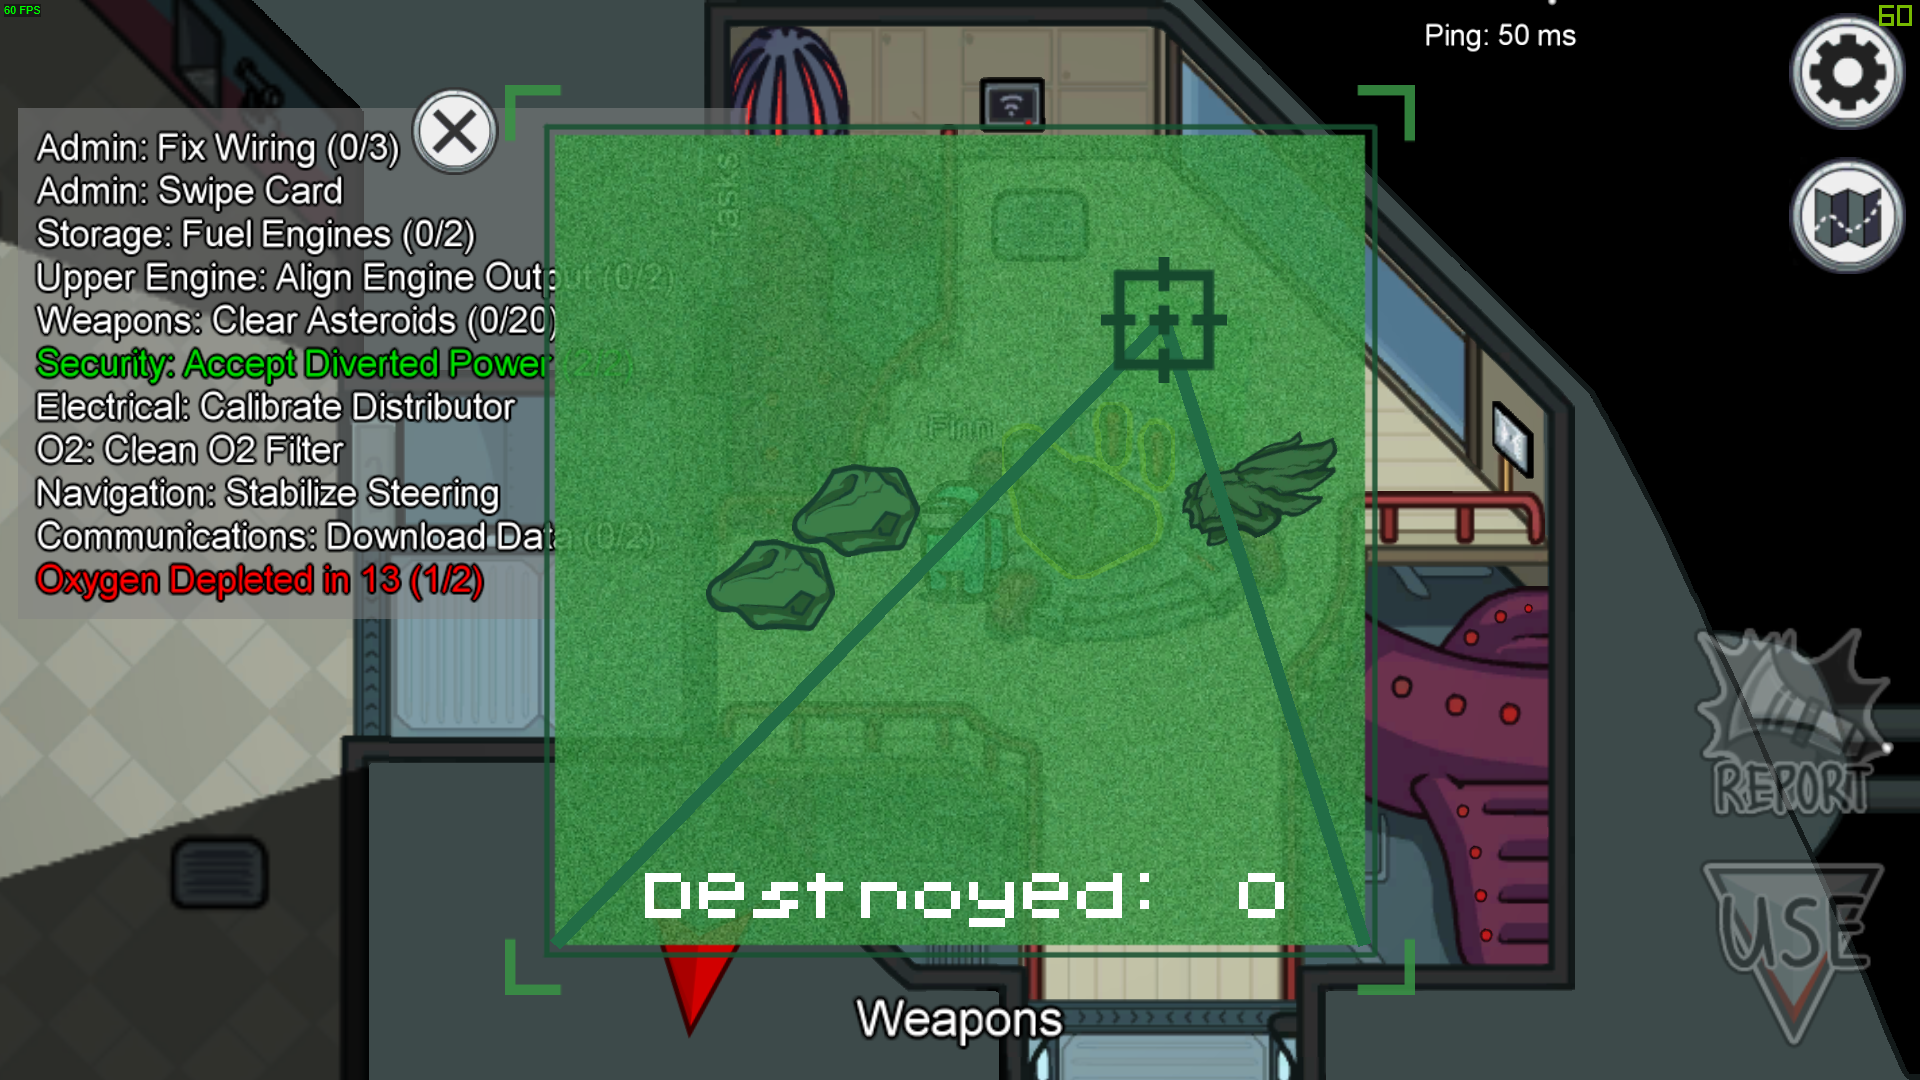 60 FPS
60
Ping: 50 ms
Admin: Fix Wiring (0/3)
Admin: Swipe Card
Storage: Fuel Engines (0/2)
Upper Engine: Align Engine Output (0/2)
Weapons: Clear Asteroids (0/20)
Security: Accept Diverted Power (2/2)
Electrical: Calibrate Distributor
O2: Clean O2 Filter
Navigation: Stabilize Steering
Communications: Download Data (0/2)
Oxygen Depleted in 13 (1/2)
Tasks
Finn
REPORT
Destroyed: 0
USE
Weapons